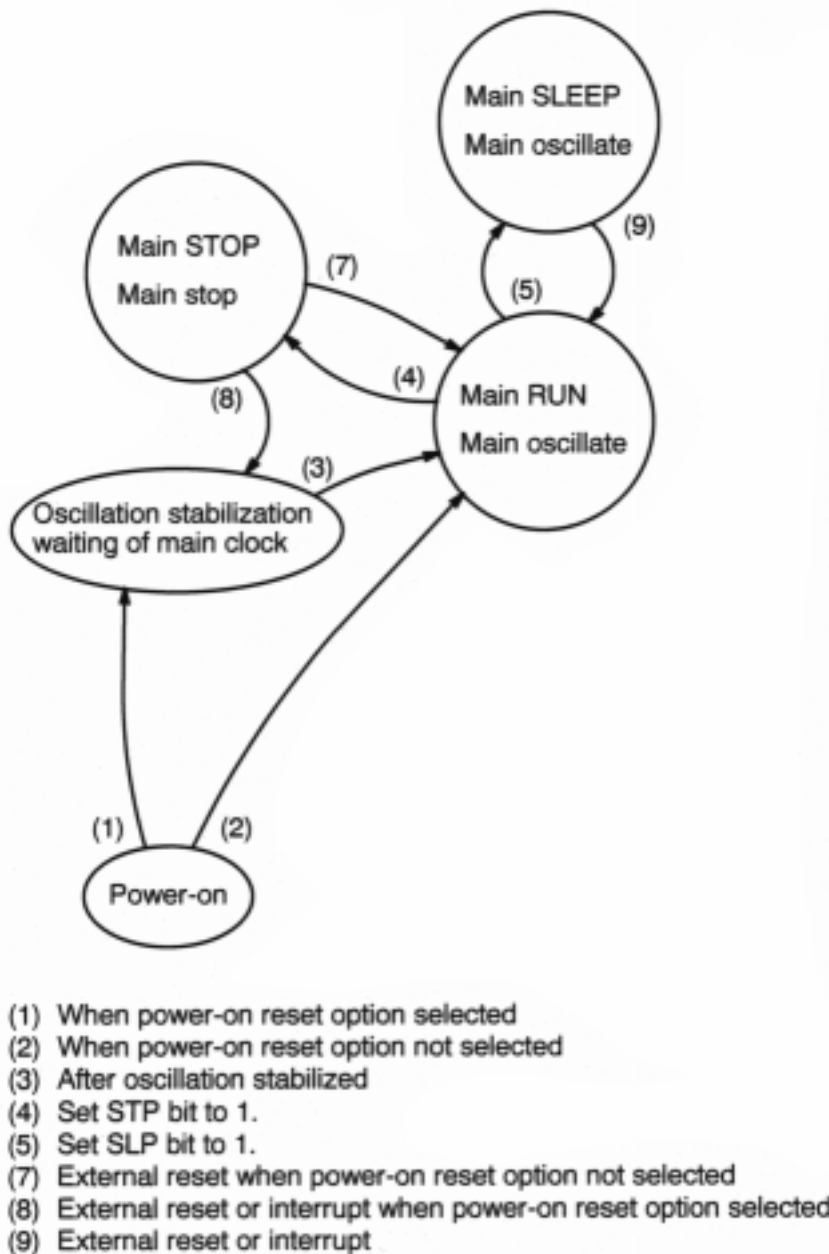 Main SLEEP
Main oscillate
(9)
Main STOP
Main stop
(7)
(5)
(4)
Main RUN
Main oscillate
(8)
(3)
Oscillation stabilization
waiting of main clock
(1)
(2)
Power-on
(1) When power-on reset option selected
(2) When power-on reset option not selected
(3) After oscillation stabilized
(4) Set STP bit to 1.
(5) Set SLP bit to 1.
(7) External reset when power-on reset option not selected
(8) External reset or interrupt when power-on reset option selected
(9) External reset or interrupt